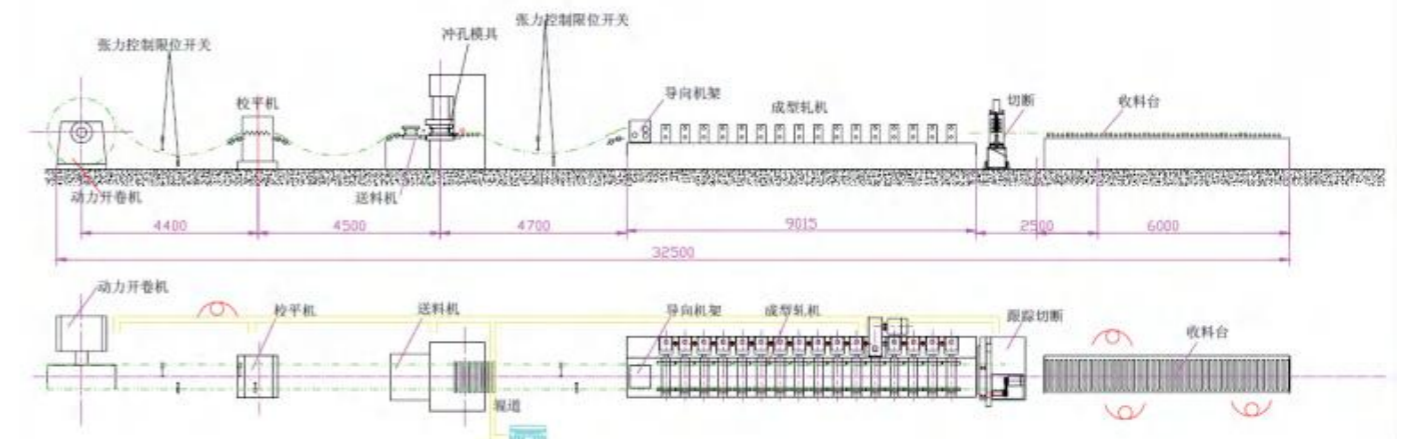 张力控制限位开关
冲孔模具
张力控制限位开关
校平机
导向机架
成型轧机
切断
收料台
动力开卷机
送料机
4400
4500
4700
9015
2500
6000
32500
动力开卷机
校平机
送料机
导向机架
成型轧机
跟踪切断
收料台
辊道